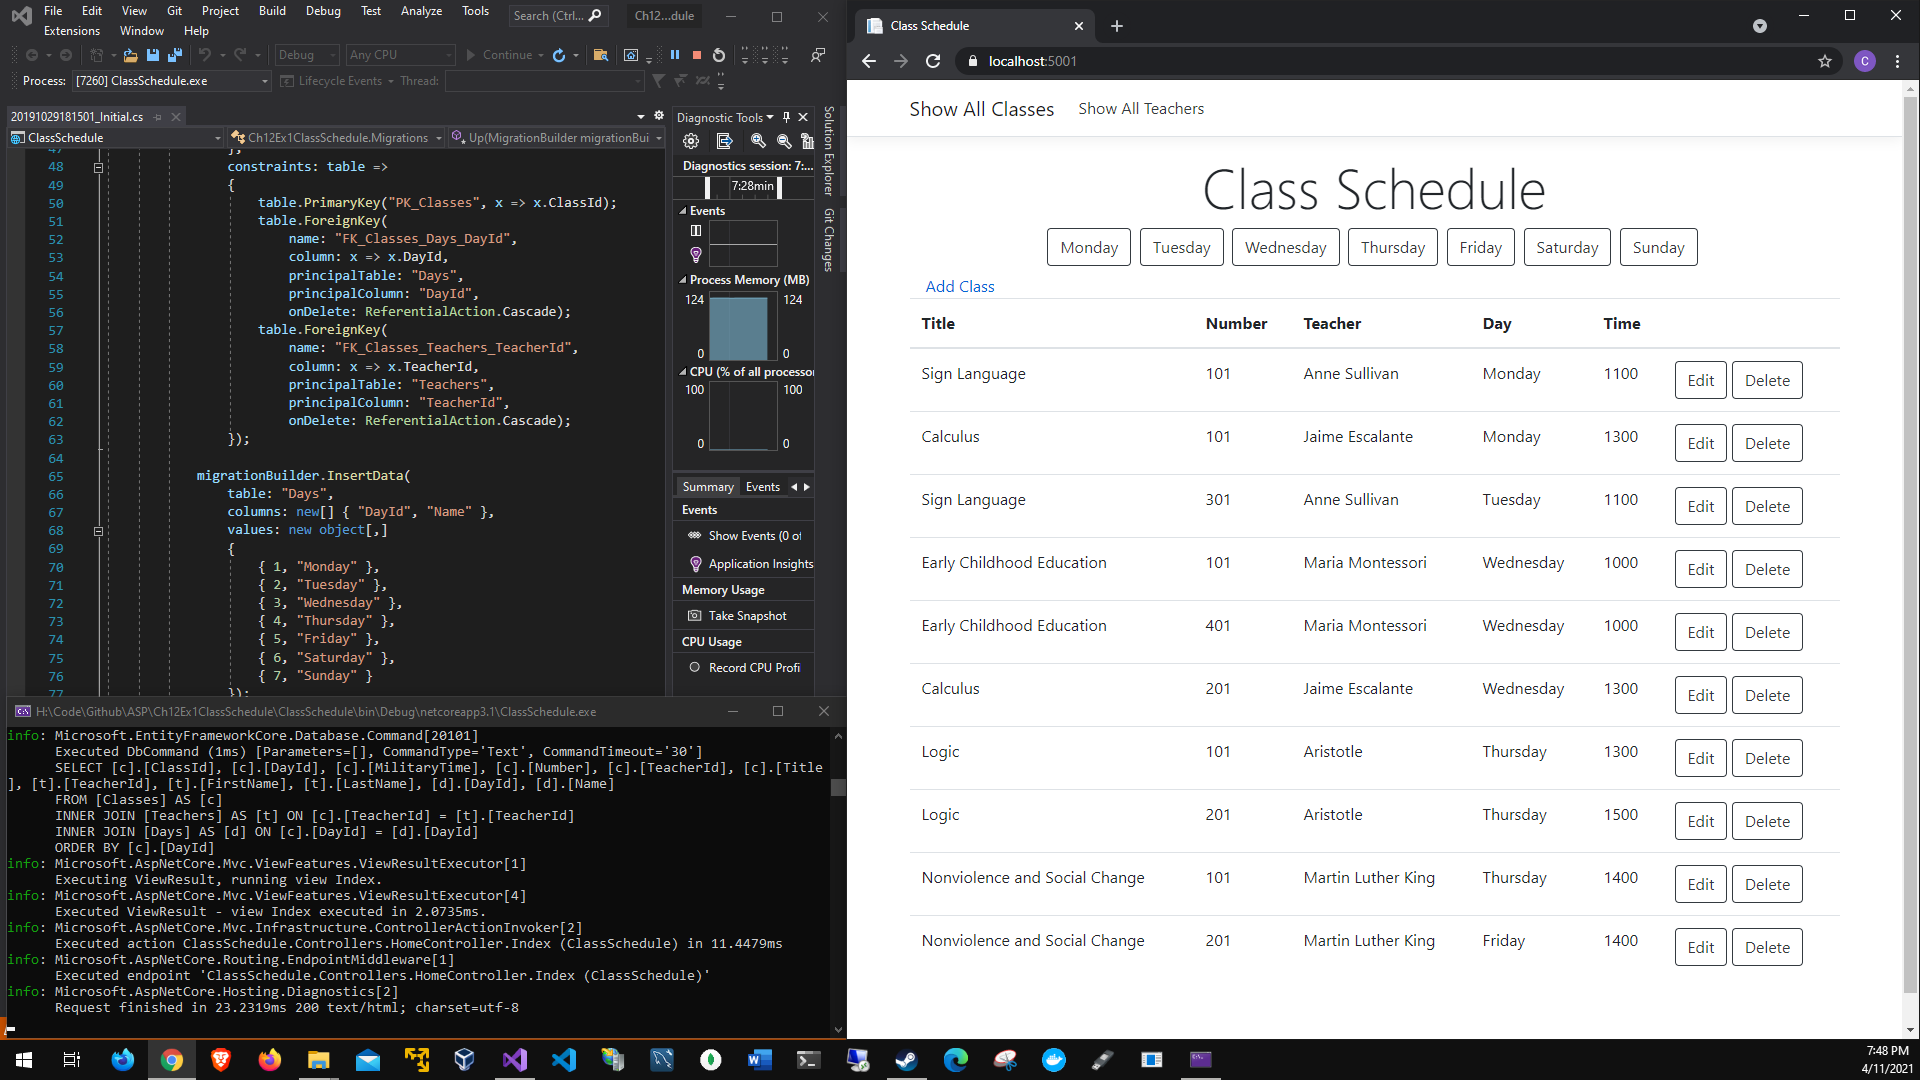 File Edit View Git Project Build Debug Test Analyze Tools
Search (Ctrl... Ch12...dule
Extensions Window Help
Debug Any CPU Continue
Process: [7260] ClassSchedule.exe Lifecycle Events Thread:
20191029181501_Initial.cs
ClassSchedule Ch12Ex1ClassSchedule.Migrations Up(MigrationBuilder migrationBui
48 constraints: table =>
49 {
50 table.PrimaryKey("PK_Classes", x => x.ClassId);
51 table.ForeignKey(
52 name: "FK_Classes_Days_DayId",
53 column: x => x.DayId,
54 principalTable: "Days",
55 principalColumn: "DayId",
56 onDelete: ReferentialAction.Cascade);
57 table.ForeignKey(
58 name: "FK_Classes_Teachers_TeacherId",
59 column: x => x.TeacherId,
60 principalTable: "Teachers",
61 principalColumn: "TeacherId",
62 onDelete: ReferentialAction.Cascade);
63 });
64
65 migrationBuilder.InsertData(
66 table: "Days",
67 columns: new[] { "DayId", "Name" },
68 values: new object[,]
69 {
70 { 1, "Monday" },
71 { 2, "Tuesday" },
72 { 3, "Wednesday" },
73 { 4, "Thursday" },
74 { 5, "Friday" },
75 { 6, "Saturday" },
76 { 7, "Sunday" }
77 });
Diagnostic Tools
Diagnostics session: 7:...
7:28min
Events
Process Memory (MB)
124 124
0 0
CPU (% of all processor
100 100
0 0
Summary Events
Events
Show Events (0 of
Application Insights
Memory Usage
Take Snapshot
CPU Usage
Record CPU Profi
Solution Explorer
Git Changes
H:\Code\Github\ASP\Ch12Ex1ClassSchedule\ClassSchedule\bin\Debug\netcoreapp3.1\ClassSchedule.exe
info: Microsoft.EntityFrameworkCore.Database.Command[20101]
Executed DbCommand (1ms) [Parameters=[], CommandType='Text', CommandTimeout='30']
SELECT [c].[ClassId], [c].[DayId], [c].[MilitaryTime], [c].[Number], [c].[TeacherId], [c].[Title
], [t].[TeacherId], [t].[FirstName], [t].[LastName], [d].[DayId], [d].[Name]
FROM [Classes] AS [c]
INNER JOIN [Teachers] AS [t] ON [c].[TeacherId] = [t].[TeacherId]
INNER JOIN [Days] AS [d] ON [c].[DayId] = [d].[DayId]
ORDER BY [c].[DayId]
info: Microsoft.AspNetCore.Mvc.ViewFeatures.ViewResultExecutor[1]
Executing ViewResult, running view Index.
info: Microsoft.AspNetCore.Mvc.ViewFeatures.ViewResultExecutor[4]
Executed ViewResult - view Index executed in 2.0735ms.
info: Microsoft.AspNetCore.Mvc.Infrastructure.ControllerActionInvoker[2]
Executed action ClassSchedule.Controllers.HomeController.Index (ClassSchedule) in 11.4479ms
info: Microsoft.AspNetCore.Routing.EndpointMiddleware[1]
Executed endpoint 'ClassSchedule.Controllers.HomeController.Index (ClassSchedule)'
info: Microsoft.AspNetCore.Hosting.Diagnostics[2]
Request finished in 23.2319ms 200 text/html; charset=utf-8
Class Schedule
localhost:5001
C
Show All Classes Show All Teachers
Class Schedule
Monday Tuesday Wednesday Thursday Friday Saturday Sunday
Add Class
Title Number Teacher Day Time
Sign Language 101 Anne Sullivan Monday 1100 Edit Delete
Calculus 101 Jaime Escalante Monday 1300 Edit Delete
Sign Language 301 Anne Sullivan Tuesday 1100 Edit Delete
Early Childhood Education 101 Maria Montessori Wednesday 1000 Edit Delete
Early Childhood Education 401 Maria Montessori Wednesday 1000 Edit Delete
Calculus 201 Jaime Escalante Wednesday 1300 Edit Delete
Logic 101 Aristotle Thursday 1300 Edit Delete
Logic 201 Aristotle Thursday 1500 Edit Delete
Nonviolence and Social Change 101 Martin Luther King Thursday 1400 Edit Delete
Nonviolence and Social Change 201 Martin Luther King Friday 1400 Edit Delete
7:48 PM
4/11/2021